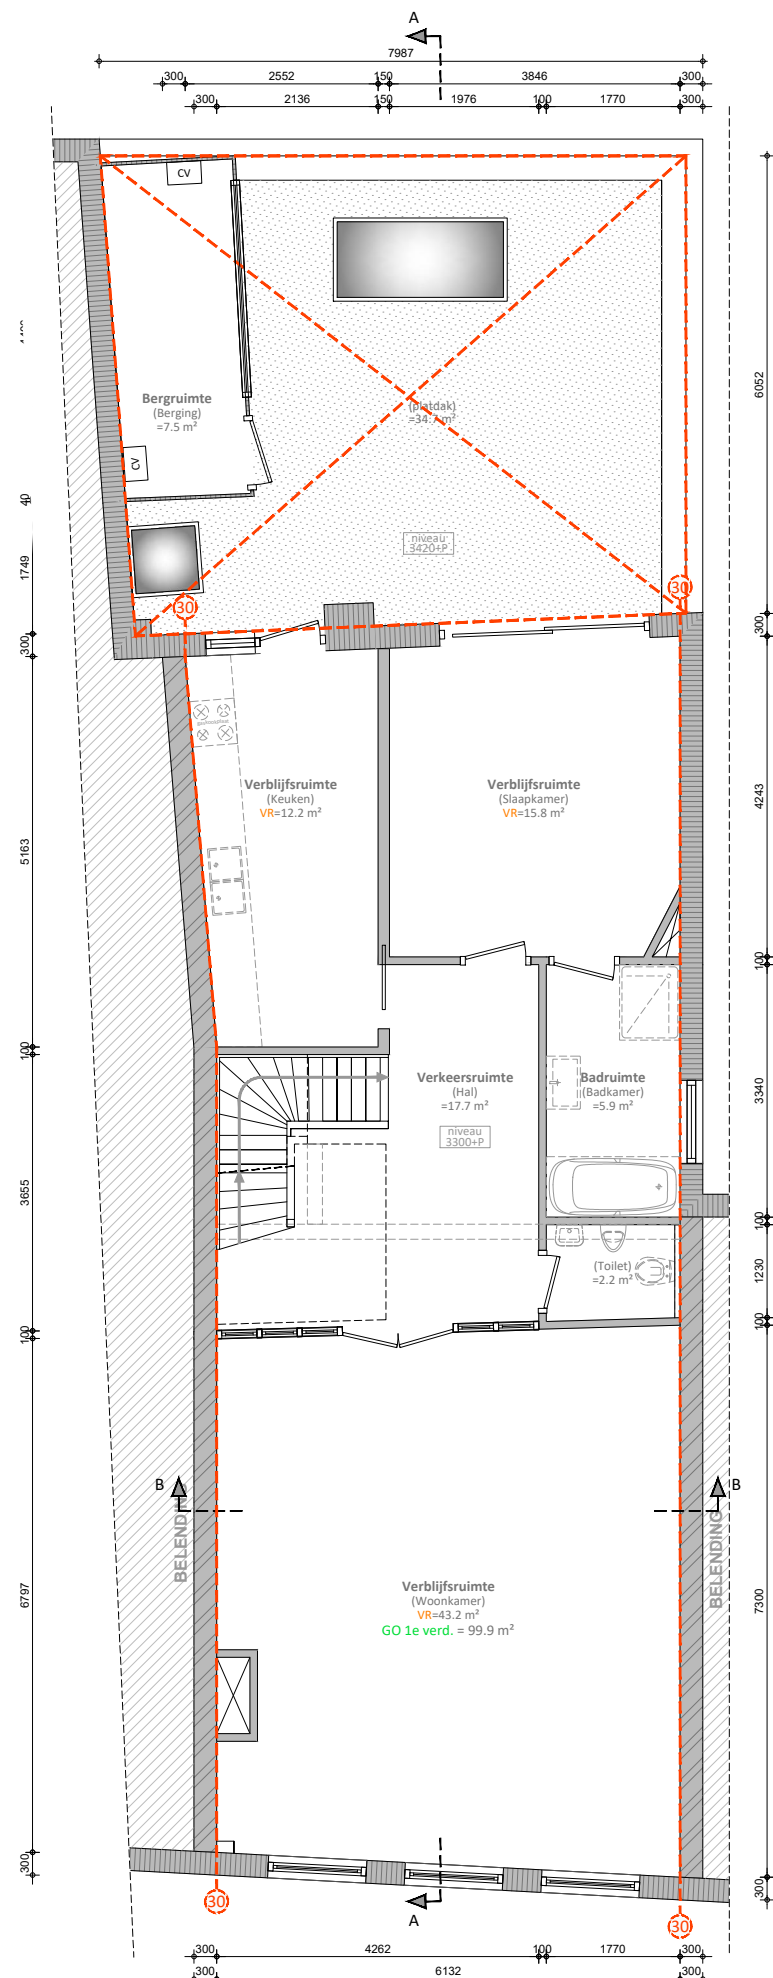 A
7987
300 2552 150 3846 300
300 2136 150 1976 100 1770 300
CV
6052
Bergruimte
(Berging)
=7.5 m²
(platdak)
=34.7 m²
CV
40
niveau
3420+P
1749
30
30
300
300
Verblijfsruimte
(Keuken)
VR=12.2 m²
Verblijfsruimte
(Slaapkamer)
VR=15.8 m²
4243
5163
100
100
Verkeersruimte
(Hal)
=17.7 m²
niveau
3300+P
Badruimte
(Badkamer)
=5.9 m²
3340
3655
100
(Toilet)
=2.2 m²
1230
100
100
B
B
BELENDING
BELENDING
Verblijfsruimte
(Woonkamer)
VR=43.2 m²
GO 1e verd. = 99.9 m²
6797
7300
300
300
30
A
30
300 4262 100 1770 300
300 6132 300